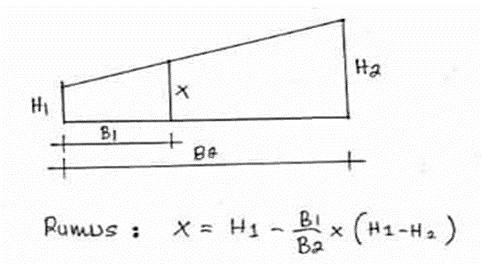 H2
H1
X
B1
B2
Rumus : X = H1 - B1/B2 x (H1-H2)